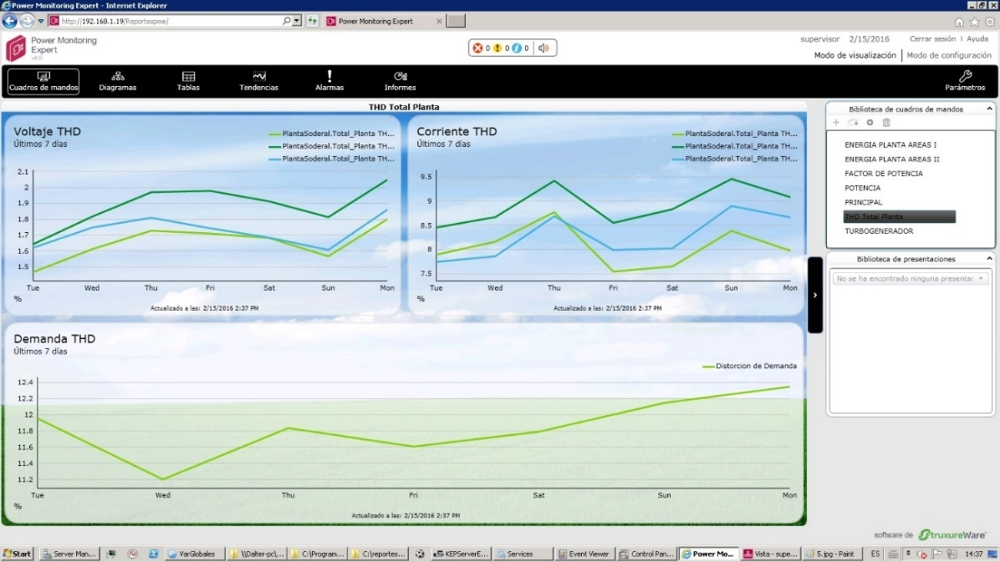 Power Monitoring Expert - Internet Explorer
http://192.168.1.19/Reportespme/
Power Monitoring Expert
Power Monitoring
Expert
v8.0
0 0 0
supervisor 2/15/2016 Cerrar sesión | Ayuda
Modo de visualización | Modo de configuración
Cuadros de mandos Diagramas Tablas Tendencias Alarmas Informes Parámetros
THD Total Planta
Voltaje THD
Últimos 7 días
PlantaSoderal.Total_Planta TH...
PlantaSoderal.Total_Planta TH...
PlantaSoderal.Total_Planta TH...
2.1
2
1.9
1.8
1.7
1.6
1.5
Tue Wed Thu Fri Sat Sun Mon
%
Actualizado a las: 2/15/2016 2:37 PM
Corriente THD
Últimos 7 días
PlantaSoderal.Total_Planta TH...
PlantaSoderal.Total_Planta TH...
PlantaSoderal.Total_Planta TH...
9.5
9
8.5
8
7.5
Tue Wed Thu Fri Sat Sun Mon
%
Actualizado a las: 2/15/2016 2:37 PM
Demanda THD
Últimos 7 días
Distorcion de Demanda
12.4
12.2
12
11.8
11.6
11.4
11.2
Tue Wed Thu Fri Sat Sun Mon
%
Actualizado a las: 2/15/2016 2:37 PM
Biblioteca de cuadros de mandos
ENERGIA PLANTA AREAS I
ENERGIA PLANTA AREAS II
FACTOR DE POTENCIA
POTENCIA
PRINCIPAL
THD Total Planta
TURBOGENERADOR
Biblioteca de presentaciones
No se ha encontrado ninguna presentac
software de StruxureWare™
Start Server Man... VarGlobales \\Dalter-pc\... C:\Program... C:\reportes... KEPServerE... Services Event Viewer Control Pan... Power Mo... Vista - supe... 5.jpg - Paint ES 14:37